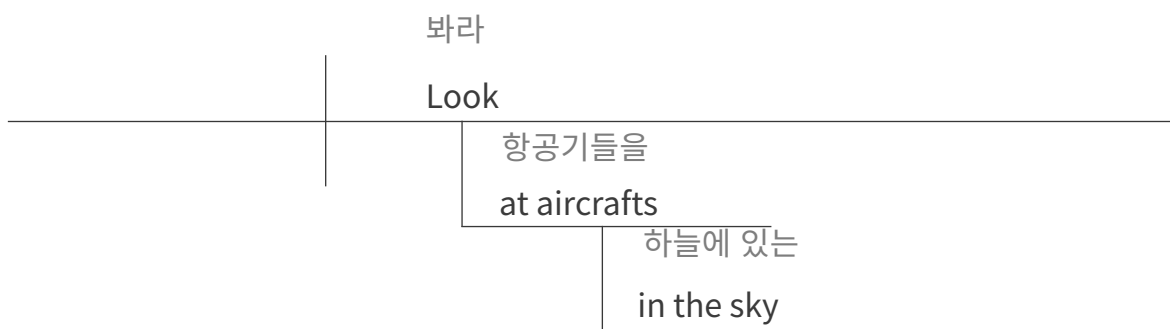 봐라
Look
항공기들을
at aircrafts
하늘에 있는
in the sky